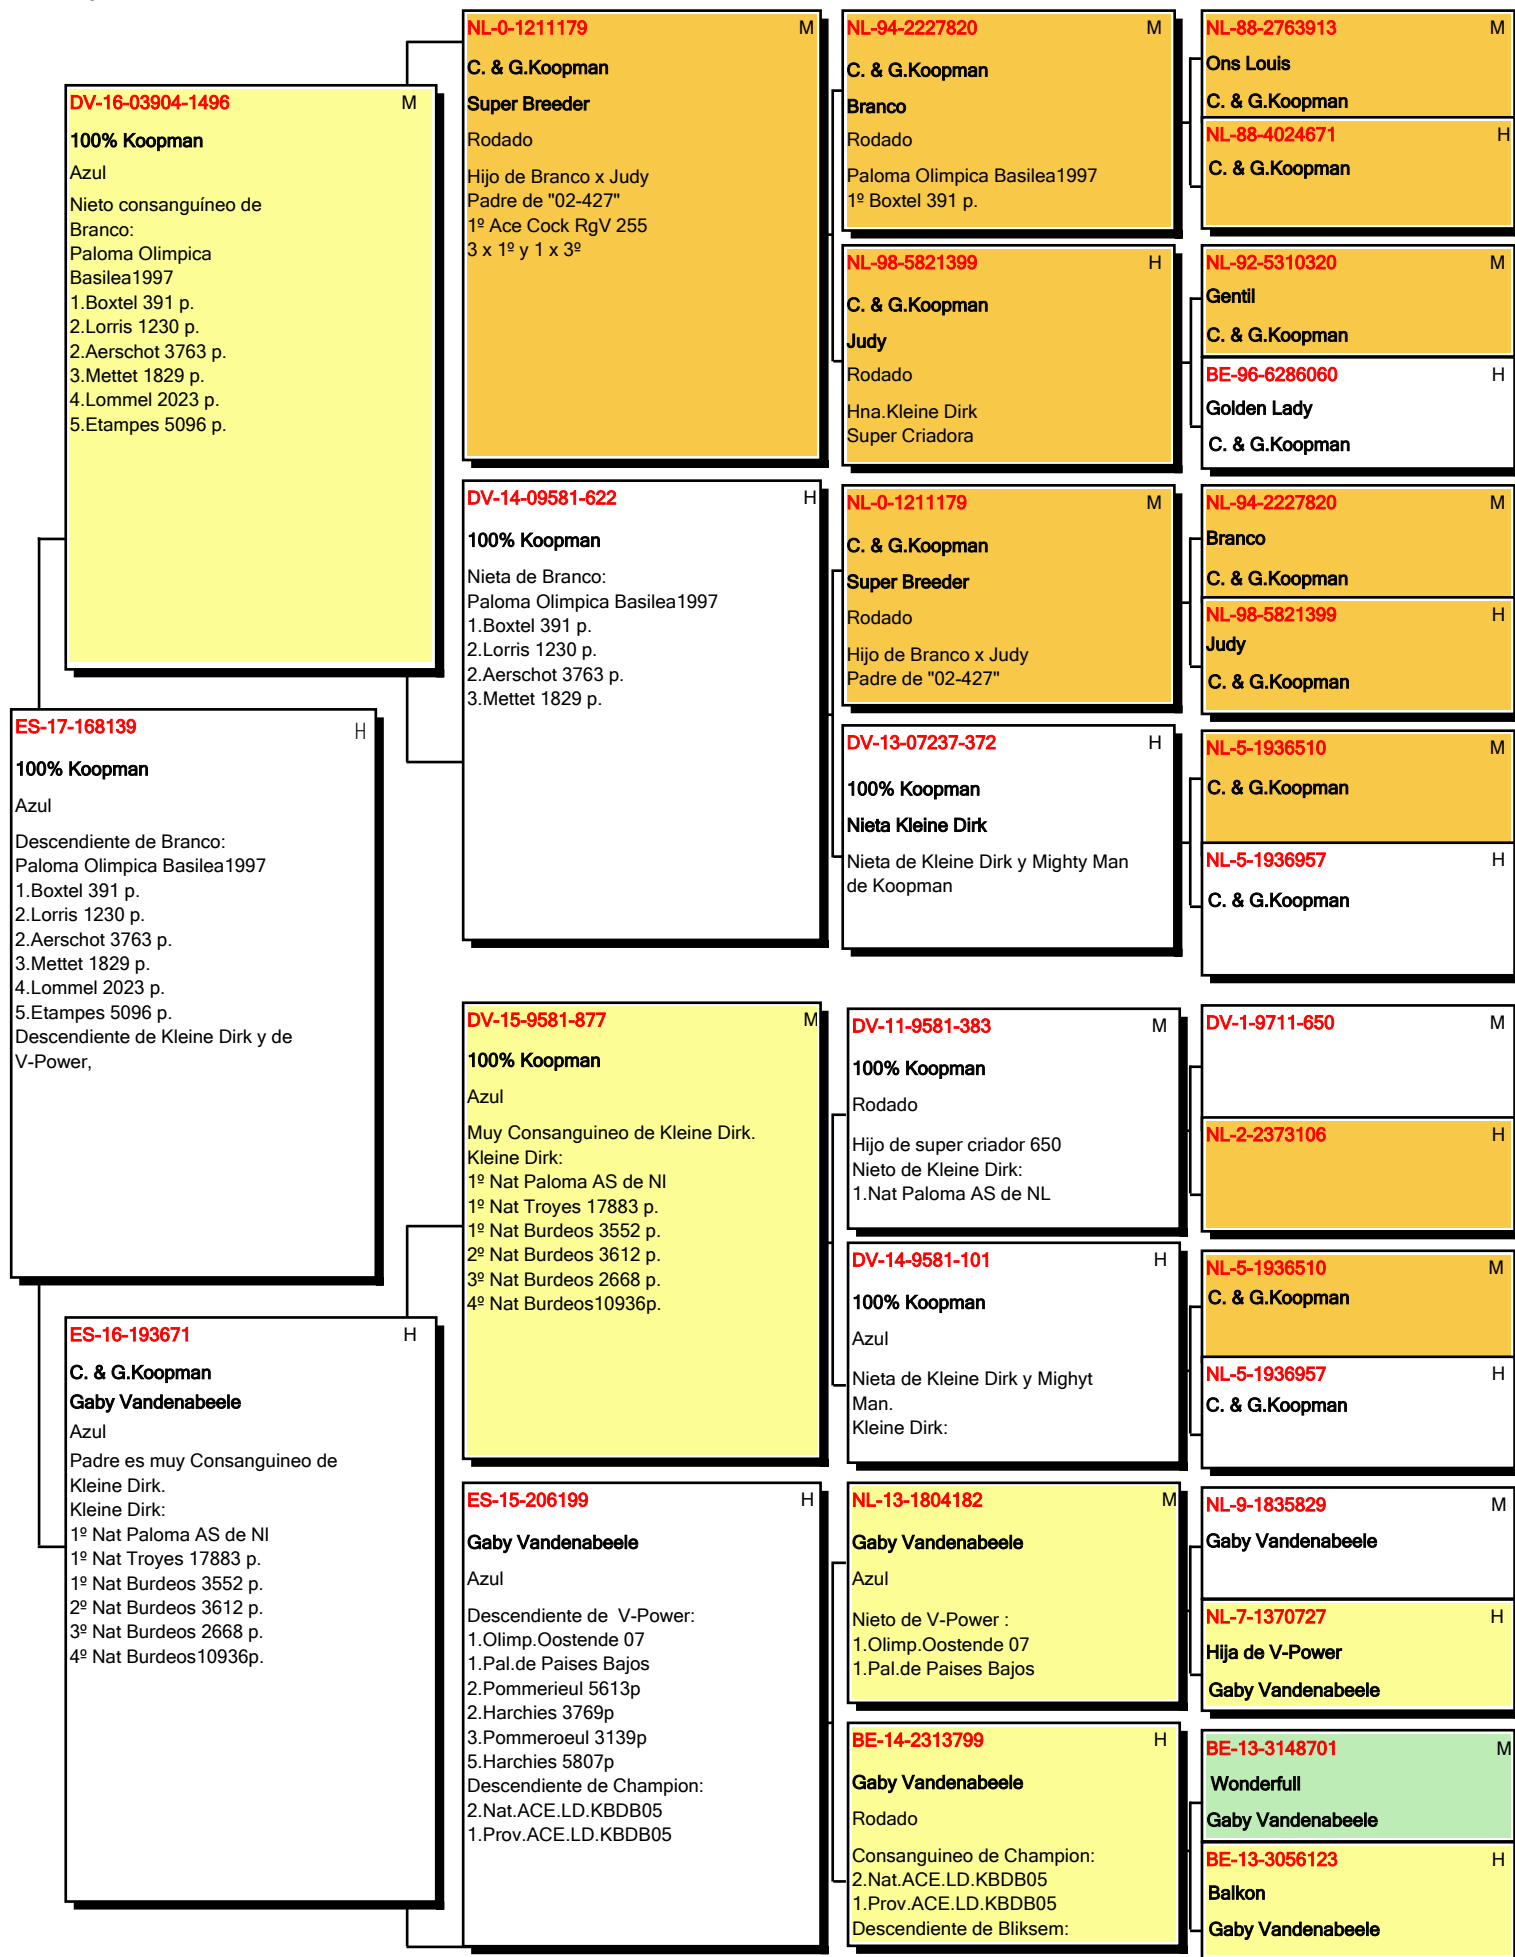 ES-17-168139
H
100% Koopman
Azul
Descendiente de Branco:
Paloma Olimpica Basilea1997
1.Boxtel 391 p.
2.Lorris 1230 p.
2.Aerschot 3763 p.
3.Mettet 1829 p.
4.Lommel 2023 p.
5.Etampes 5096 p.
Descendiente de Kleine Dirk y de
V-Power,
DV-16-03904-1496
M
100% Koopman
Azul
Nieto consanguíneo de
Branco:
Paloma Olimpica
Basilea1997
1.Boxtel 391 p.
2.Lorris 1230 p.
2.Aerschot 3763 p.
3.Mettet 1829 p.
4.Lommel 2023 p.
5.Etampes 5096 p.
ES-16-193671
H
C. & G.Koopman
Gaby Vandenabeele
Azul
Padre es muy Consanguineo de
Kleine Dirk.
Kleine Dirk:
1º Nat Paloma AS de Nl
1º Nat Troyes 17883 p.
1º Nat Burdeos 3552 p.
2º Nat Burdeos 3612 p.
3º Nat Burdeos 2668 p.
4º Nat Burdeos10936p.
NL-0-1211179
M
C. & G.Koopman
Super Breeder
Rodado
Hijo de Branco x Judy
Padre de "02-427"
1º Ace Cock RgV 255
3 x 1º y 1 x 3º
DV-14-09581-622
H
100% Koopman
Nieta de Branco:
Paloma Olimpica Basilea1997
1.Boxtel 391 p.
2.Lorris 1230 p.
2.Aerschot 3763 p.
3.Mettet 1829 p.
DV-15-9581-877
M
100% Koopman
Azul
Muy Consanguineo de Kleine Dirk.
Kleine Dirk:
1º Nat Paloma AS de Nl
1º Nat Troyes 17883 p.
1º Nat Burdeos 3552 p.
2º Nat Burdeos 3612 p.
3º Nat Burdeos 2668 p.
4º Nat Burdeos10936p.
ES-15-206199
H
Gaby Vandenabeele
Azul
Descendiente de  V-Power:
1.Olimp.Oostende 07
1.Pal.de Paises Bajos
2.Pommerieul 5613p
2.Harchies 3769p
3.Pommeroeul 3139p
5.Harchies 5807p
Descendiente de Champion:
2.Nat.ACE.LD.KBDB05
1.Prov.ACE.LD.KBDB05
NL-94-2227820
M
C. & G.Koopman
Branco
Rodado
Paloma Olimpica Basilea1997
1º Boxtel 391 p.
NL-98-5821399
H
C. & G.Koopman
Judy
Rodado
Hna.Kleine Dirk
Super Criadora
NL-0-1211179
M
C. & G.Koopman
Super Breeder
Rodado
Hijo de Branco x Judy
Padre de "02-427"
DV-13-07237-372
H
100% Koopman
Nieta Kleine Dirk
Nieta de Kleine Dirk y Mighty Man
de Koopman
DV-11-9581-383
M
100% Koopman
Rodado
Hijo de super criador 650
Nieto de Kleine Dirk:
1.Nat Paloma AS de NL
DV-14-9581-101
H
100% Koopman
Azul
Nieta de Kleine Dirk y Mighyt
Man.
Kleine Dirk:
NL-13-1804182
M
Gaby Vandenabeele
Azul
Nieto de V-Power :
1.Olimp.Oostende 07
1.Pal.de Paises Bajos
BE-14-2313799
H
Gaby Vandenabeele
Rodado
Consanguineo de Champion:
2.Nat.ACE.LD.KBDB05
1.Prov.ACE.LD.KBDB05
Descendiente de Bliksem:
NL-88-2763913
M
Ons Louis
C. & G.Koopman
NL-88-4024671
H
C. & G.Koopman
NL-92-5310320
M
Gentil
C. & G.Koopman
BE-96-6286060
H
Golden Lady
C. & G.Koopman
NL-94-2227820
M
Branco
C. & G.Koopman
NL-98-5821399
H
Judy
C. & G.Koopman
NL-5-1936510
M
C. & G.Koopman
NL-5-1936957
H
C. & G.Koopman
DV-1-9711-650
M
NL-2-2373106
H
NL-5-1936510
M
C. & G.Koopman
NL-5-1936957
H
C. & G.Koopman
NL-9-1835829
M
Gaby Vandenabeele
NL-7-1370727
H
Hija de V-Power
Gaby Vandenabeele
BE-13-3148701
M
Wonderfull
Gaby Vandenabeele
BE-13-3056123
H
Balkon
Gaby Vandenabeele